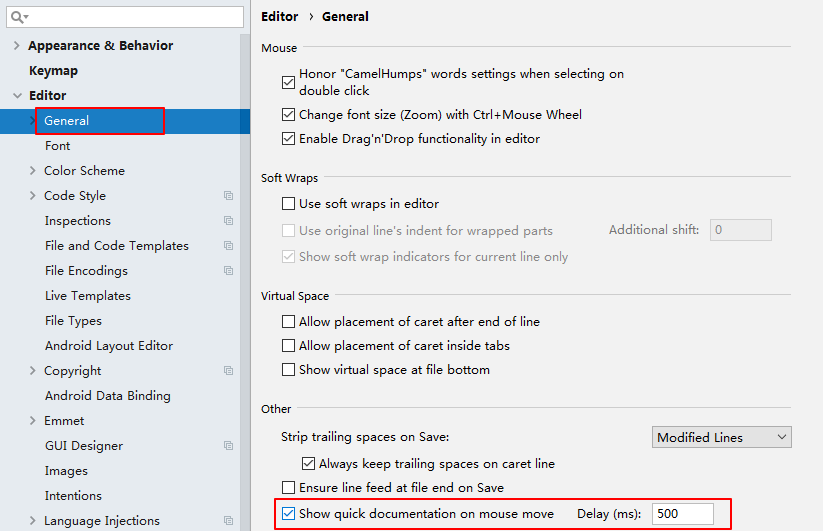 Appearance & Behavior
Keymap
Editor
General
Font
Color Scheme
Code Style
Inspections
File and Code Templates
File Encodings
Live Templates
File Types
Android Layout Editor
Copyright
Android Data Binding
Emmet
GUI Designer
Images
Intentions
Language Injections
Editor › General
Mouse
Honor "CamelHumps" words settings when selecting on
double click
Change font size (Zoom) with Ctrl+Mouse Wheel
Enable Drag'n'Drop functionality in editor
Soft Wraps
Use soft wraps in editor
Use original line's indent for wrapped parts Additional shift: 0
Show soft wrap indicators for current line only
Virtual Space
Allow placement of caret after end of line
Allow placement of caret inside tabs
Show virtual space at file bottom
Other
Strip trailing spaces on Save: Modified Lines
Always keep trailing spaces on caret line
Ensure line feed at file end on Save
Show quick documentation on mouse move Delay (ms): 500